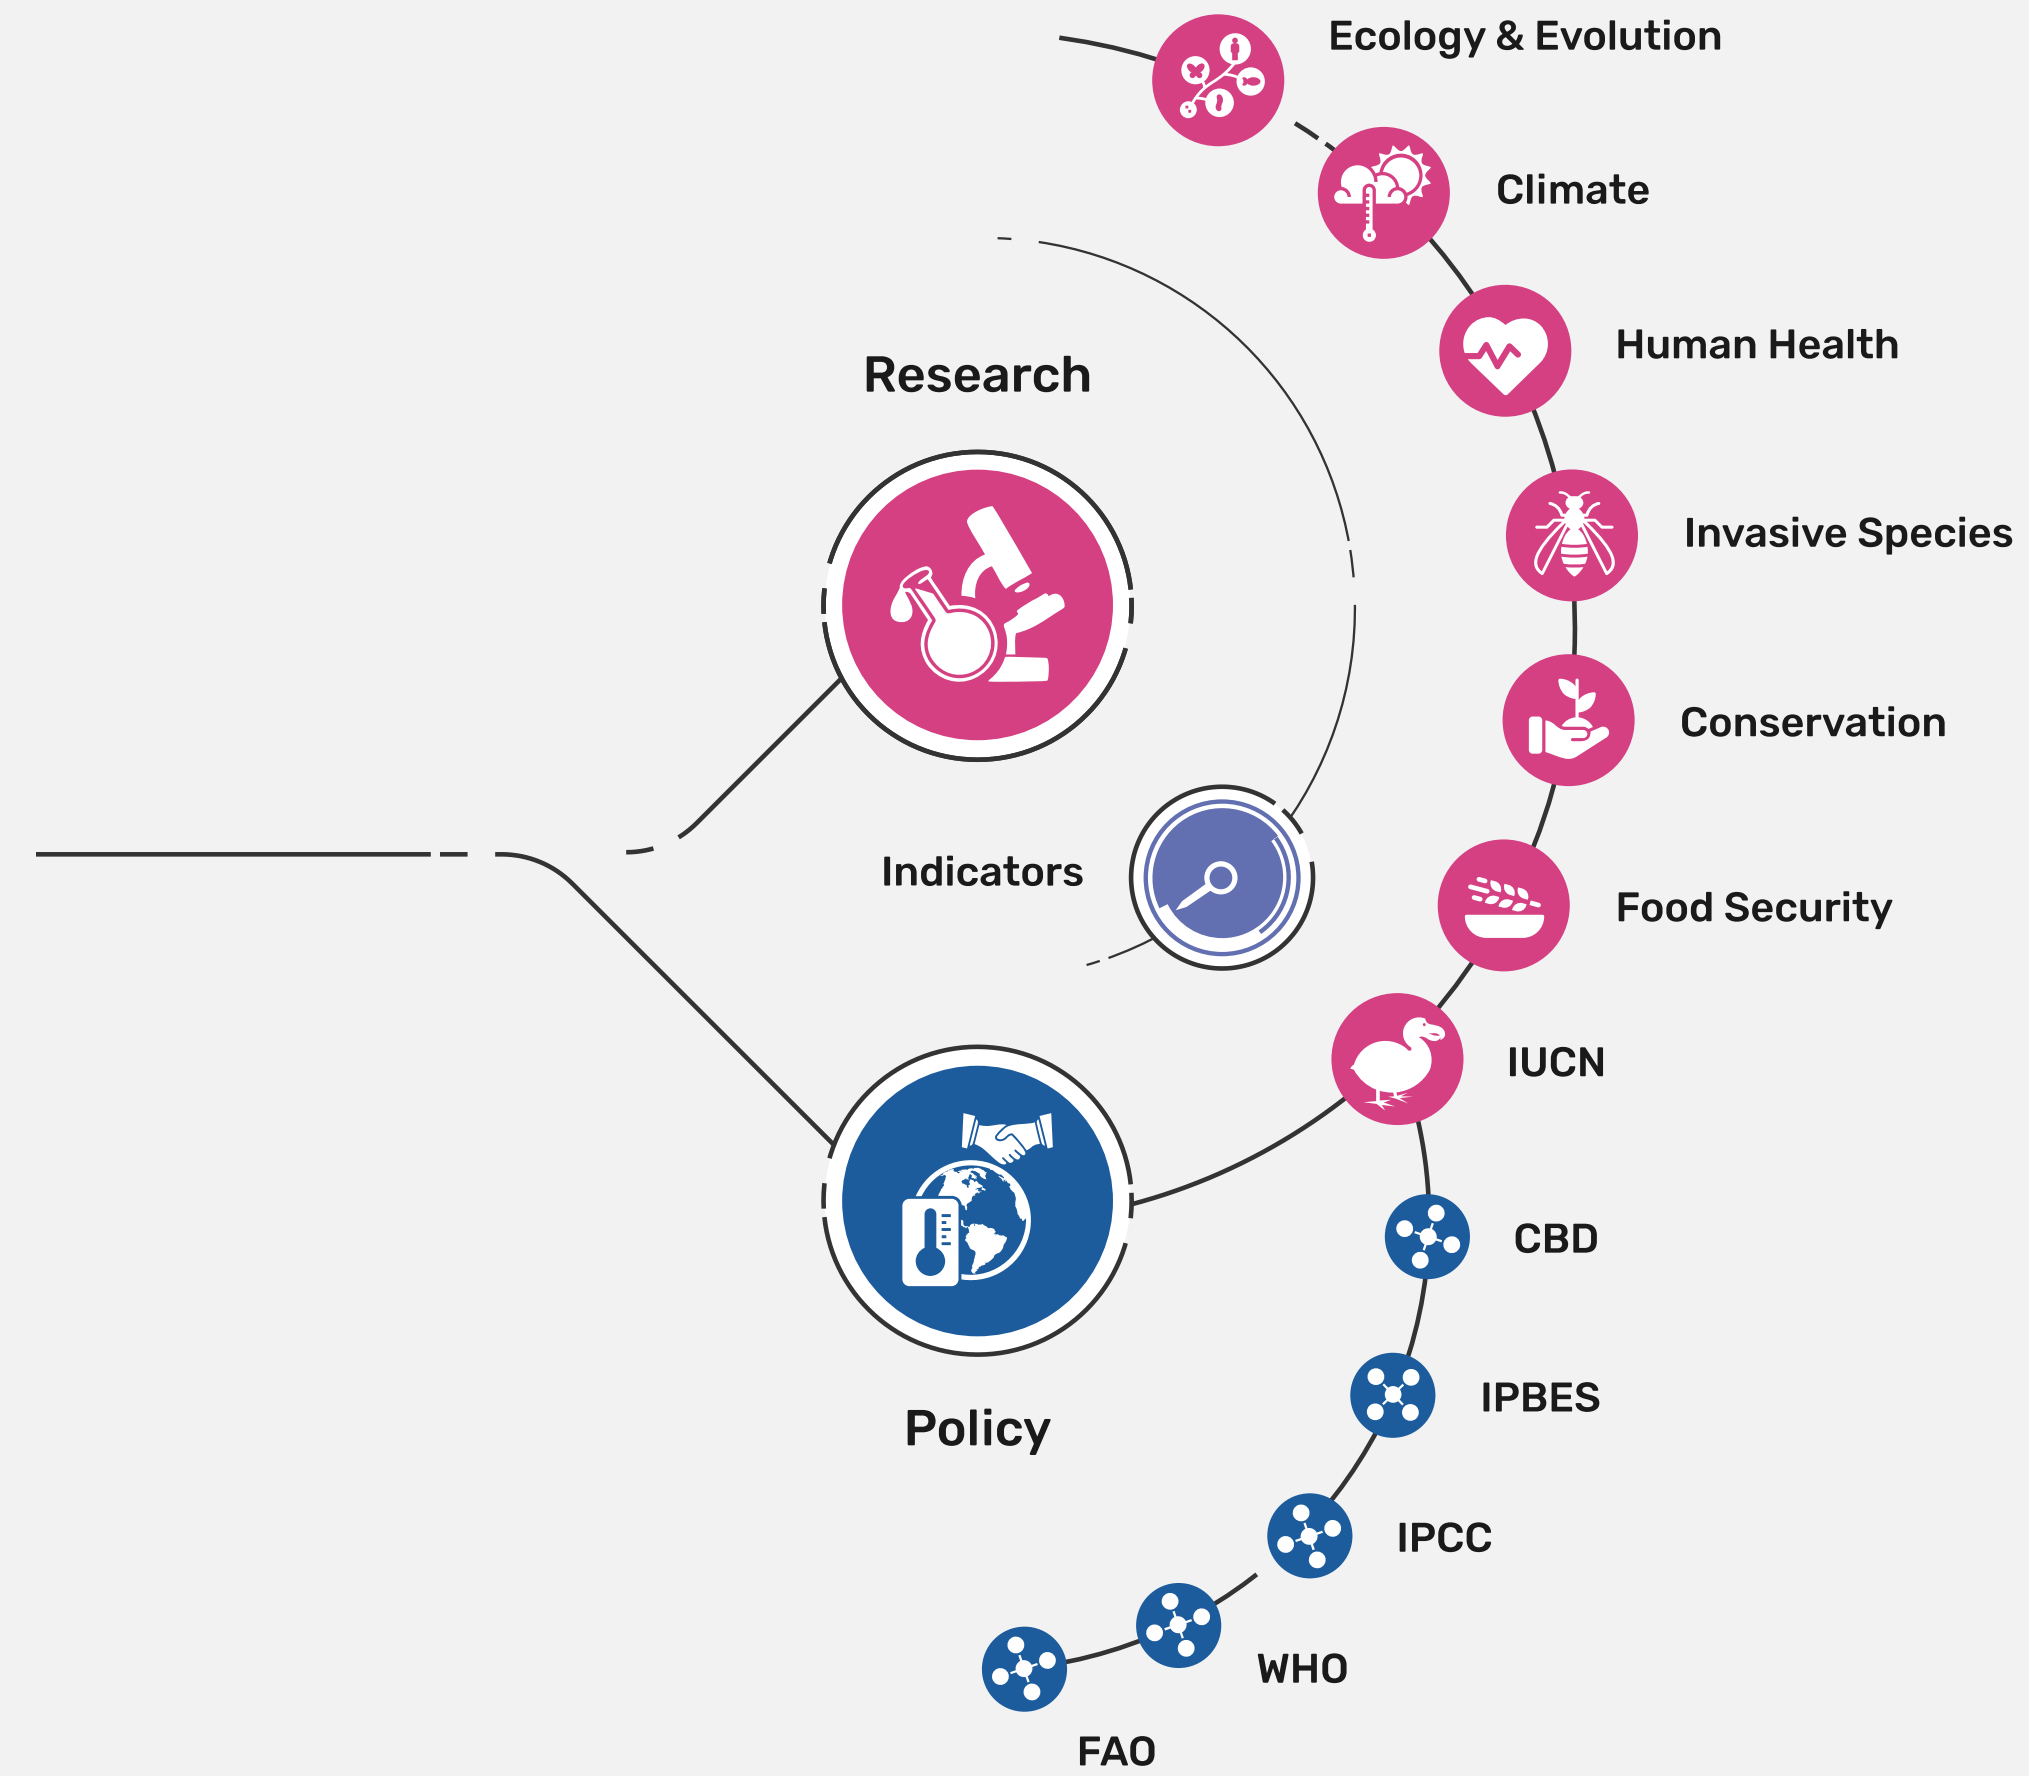 Ecology & Evolution
Climate
Human Health
Research
Invasive Species
Conservation
Indicators
Food Security
IUCN
CBD
IPBES
Policy
IPCC
WHO
FAO